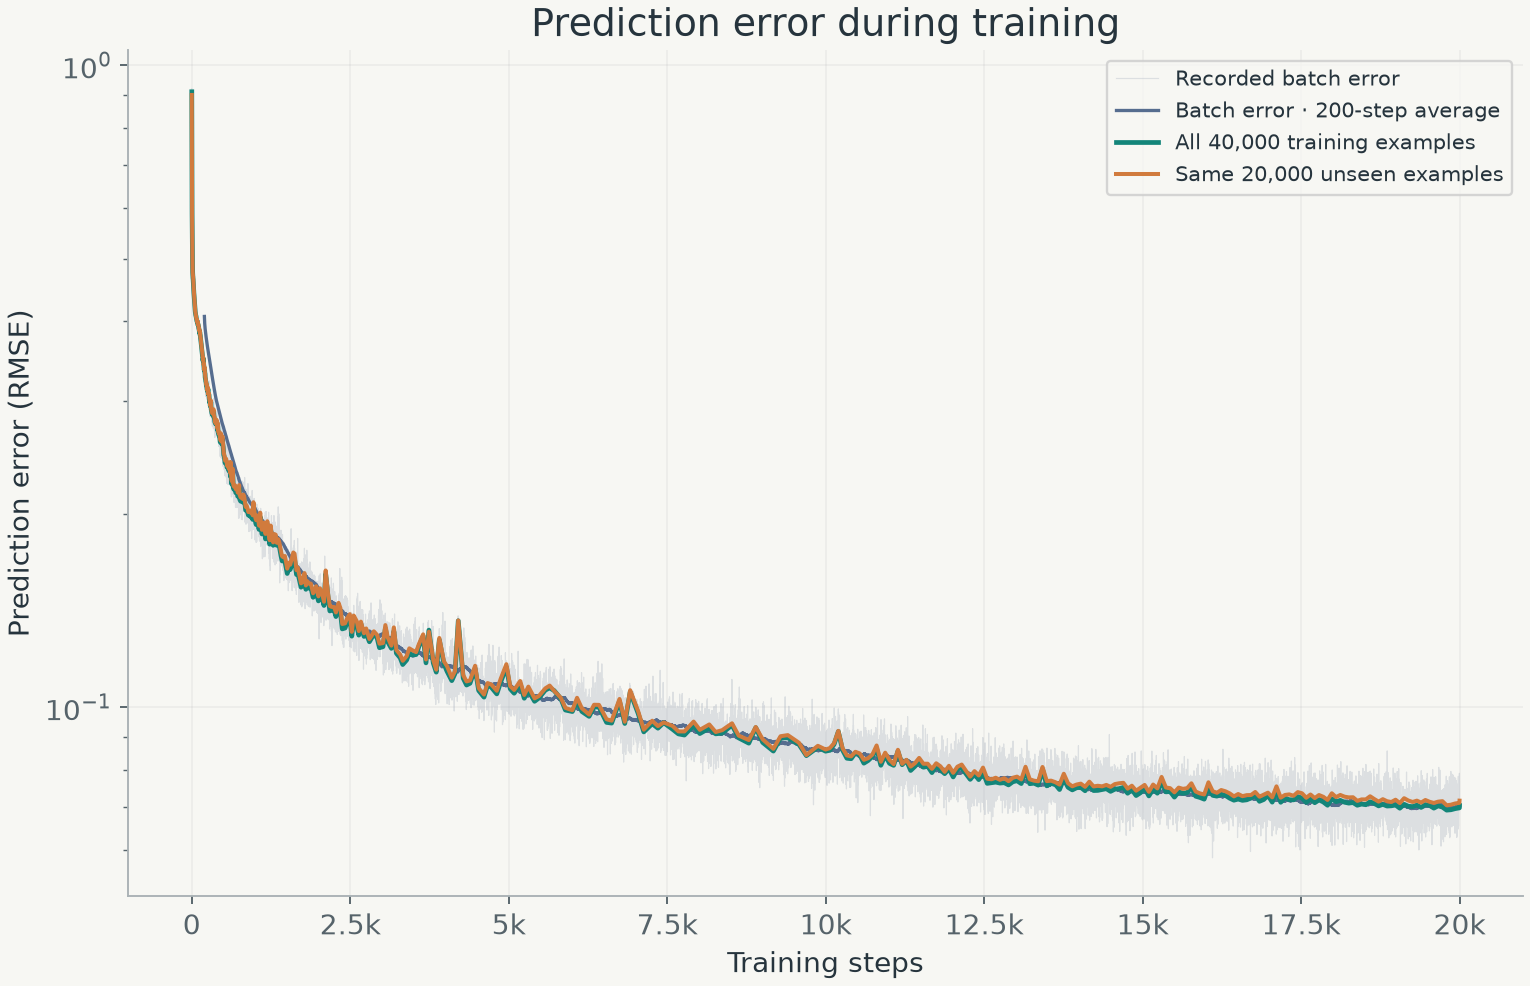 Prediction error during training
10⁰
10⁻¹
Prediction error (RMSE)
Recorded batch error
Batch error · 200-step average
All 40,000 training examples
Same 20,000 unseen examples
0 2.5k 5k 7.5k 10k 12.5k 15k 17.5k 20k
Training steps